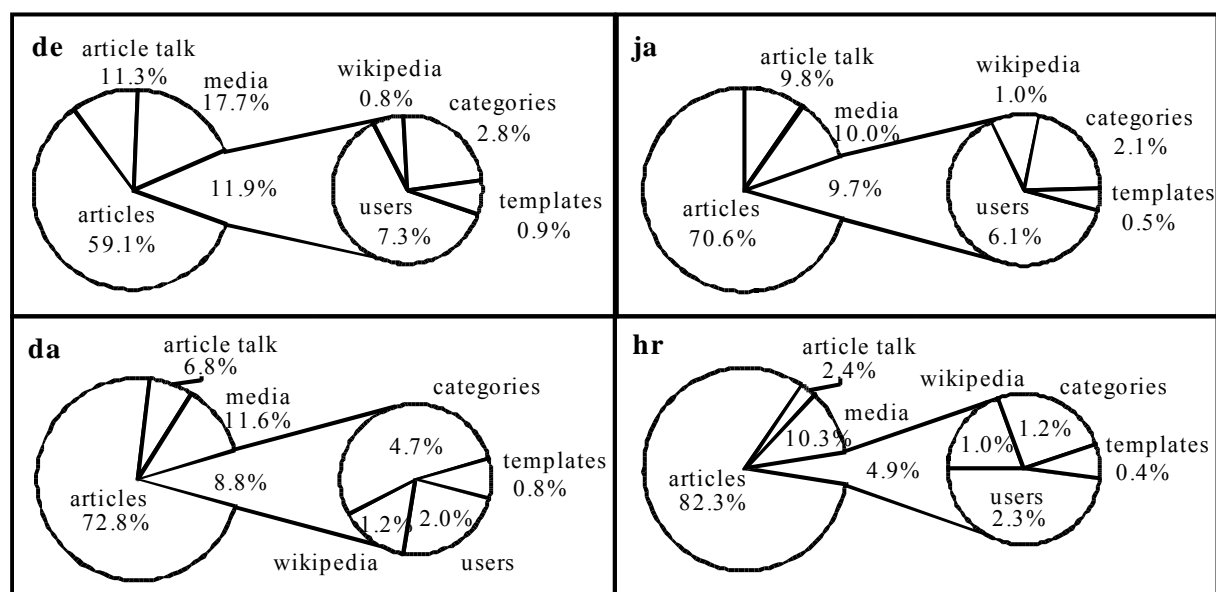 de
article talk
11.3%
media
17.7%
wikipedia
0.8%
categories
2.8%
11.9%
articles
59.1%
users
7.3%
templates
0.9%
ja
article talk
9.8%
media
10.0%
wikipedia
1.0%
categories
2.1%
9.7%
articles
70.6%
users
6.1%
templates
0.5%
da
article talk
6.8%
media
11.6%
categories
4.7%
templates
0.8%
8.8%
articles
72.8%
1.2%
2.0%
wikipedia
users
hr
article talk
2.4%
media
10.3%
wikipedia
1.0%
categories
1.2%
templates
0.4%
4.9%
articles
82.3%
users
2.3%